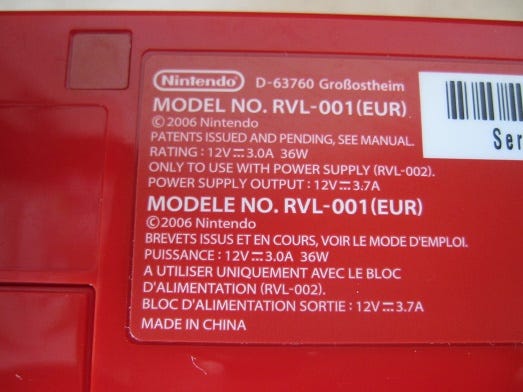 Nintendo D-63760 Großostheim
MODEL NO. RVL-001(EUR)
©2006 Nintendo
PATENTS ISSUED AND PENDING, SEE MANUAL.
RATING : 12V⎓3.0A 36W
ONLY TO USE WITH POWER SUPPLY (RVL-002).
POWER SUPPLY OUTPUT : 12V⎓3.7A
MODELE NO. RVL-001(EUR)
©2006 Nintendo
BREVETS ISSUS ET EN COURS, VOIR LE MODE D'EMPLOI.
PUISSANCE : 12V⎓3.0A 36W
A UTILISER UNIQUEMENT AVEC LE BLOC
D'ALIMENTATION (RVL-002).
BLOC D'ALIMENTATION SORTIE : 12V⎓3.7A
MADE IN CHINA
Ser